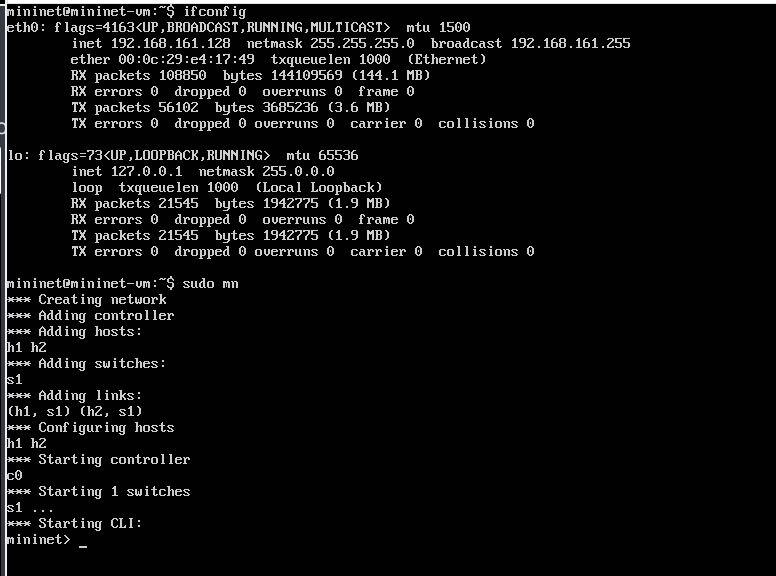 mininet@mininet-vm:~$ ifconfig
eth0: flags=4163<UP,BROADCAST,RUNNING,MULTICAST>  mtu 1500
        inet 192.168.161.128  netmask 255.255.255.0  broadcast 192.168.161.255
        ether 00:0c:29:e4:17:49  txqueuelen 1000  (Ethernet)
        RX packets 108850  bytes 144109569 (144.1 MB)
        RX errors 0  dropped 0  overruns 0  frame 0
        TX packets 56102  bytes 3685236 (3.6 MB)
        TX errors 0  dropped 0 overruns 0  carrier 0  collisions 0
lo: flags=73<UP,LOOPBACK,RUNNING>  mtu 65536
        inet 127.0.0.1  netmask 255.0.0.0
        loop  txqueuelen 1000  (Local Loopback)
        RX packets 21545  bytes 1942775 (1.9 MB)
        RX errors 0  dropped 0  overruns 0  frame 0
        TX packets 21545  bytes 1942775 (1.9 MB)
        TX errors 0  dropped 0 overruns 0  carrier 0  collisions 0
mininet@mininet-vm:~$ sudo mn
*** Creating network
*** Adding controller
*** Adding hosts:
h1 h2
*** Adding switches:
s1
*** Adding links:
(h1, s1) (h2, s1)
*** Configuring hosts
h1 h2
*** Starting controller
c0
*** Starting 1 switches
s1 ...
*** Starting CLI:
mininet> _